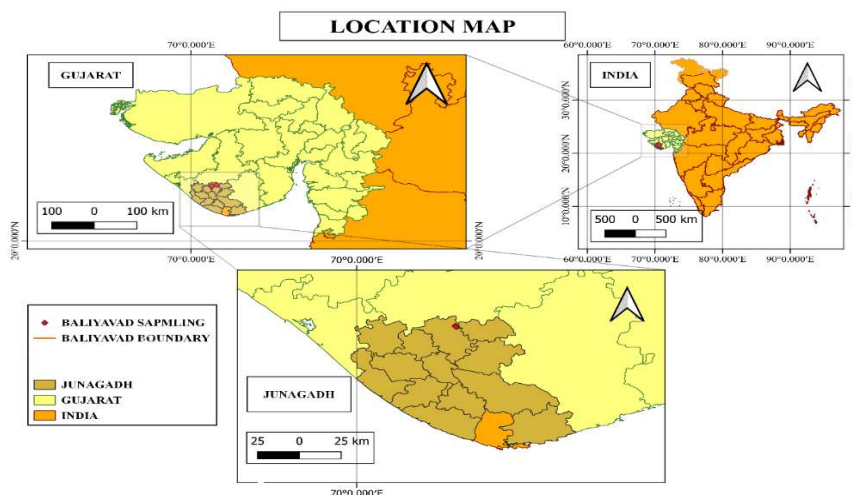 LOCATION MAP
70°0.000'E
GUJARAT
100 0 100 km
20°0.000'N
20°0.000'N
70°0.000'E
70°0.000'E
60°0.000'E 70°0.000'E 80°0.000'E 90°0.000'E
INDIA
30°0.000'N
20°0.000'N
10°0.000'N
500 0 500 km
60°0.000'E 70°0.000'E 80°0.000'E 90°0.000'E
BALIYAVAD SAPMLING
BALIYAVAD BOUNDARY
JUNAGADH
GUJARAT
INDIA
JUNAGADH
25 0 25 km
70°0.000'E